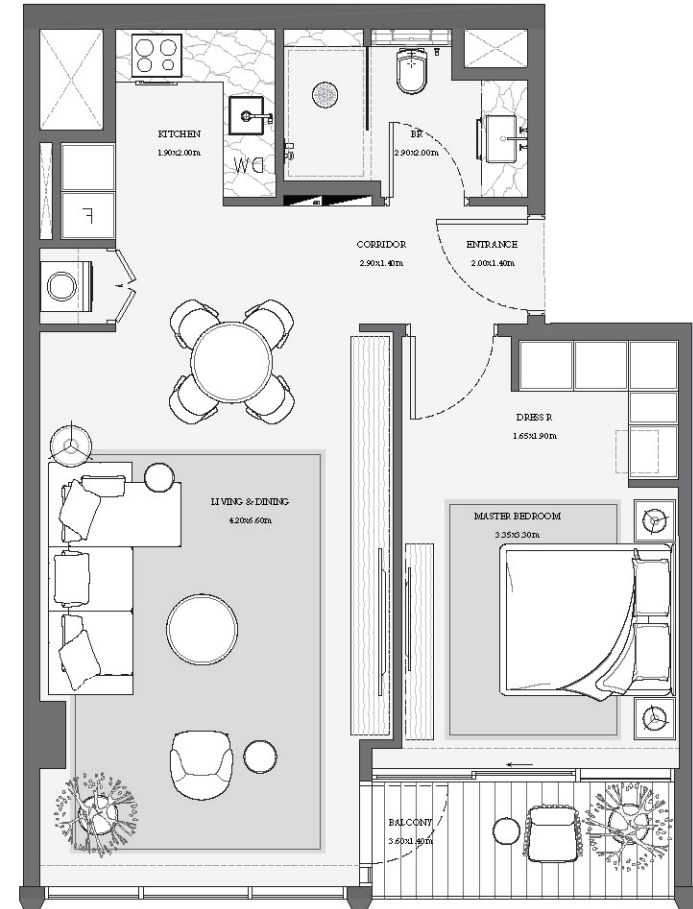 KITCHEN
1.90x2.00m
BR
2.90x2.00m
DW
F
CORRIDOR
2.90x1.40m
ENTRANCE
2.00x1.40m
DRESS R
1.65x1.90m
LIVING & DINING
4.20x6.60m
MASTER BEDROOM
3.35x3.30m
BALCONY
3.60x1.40m